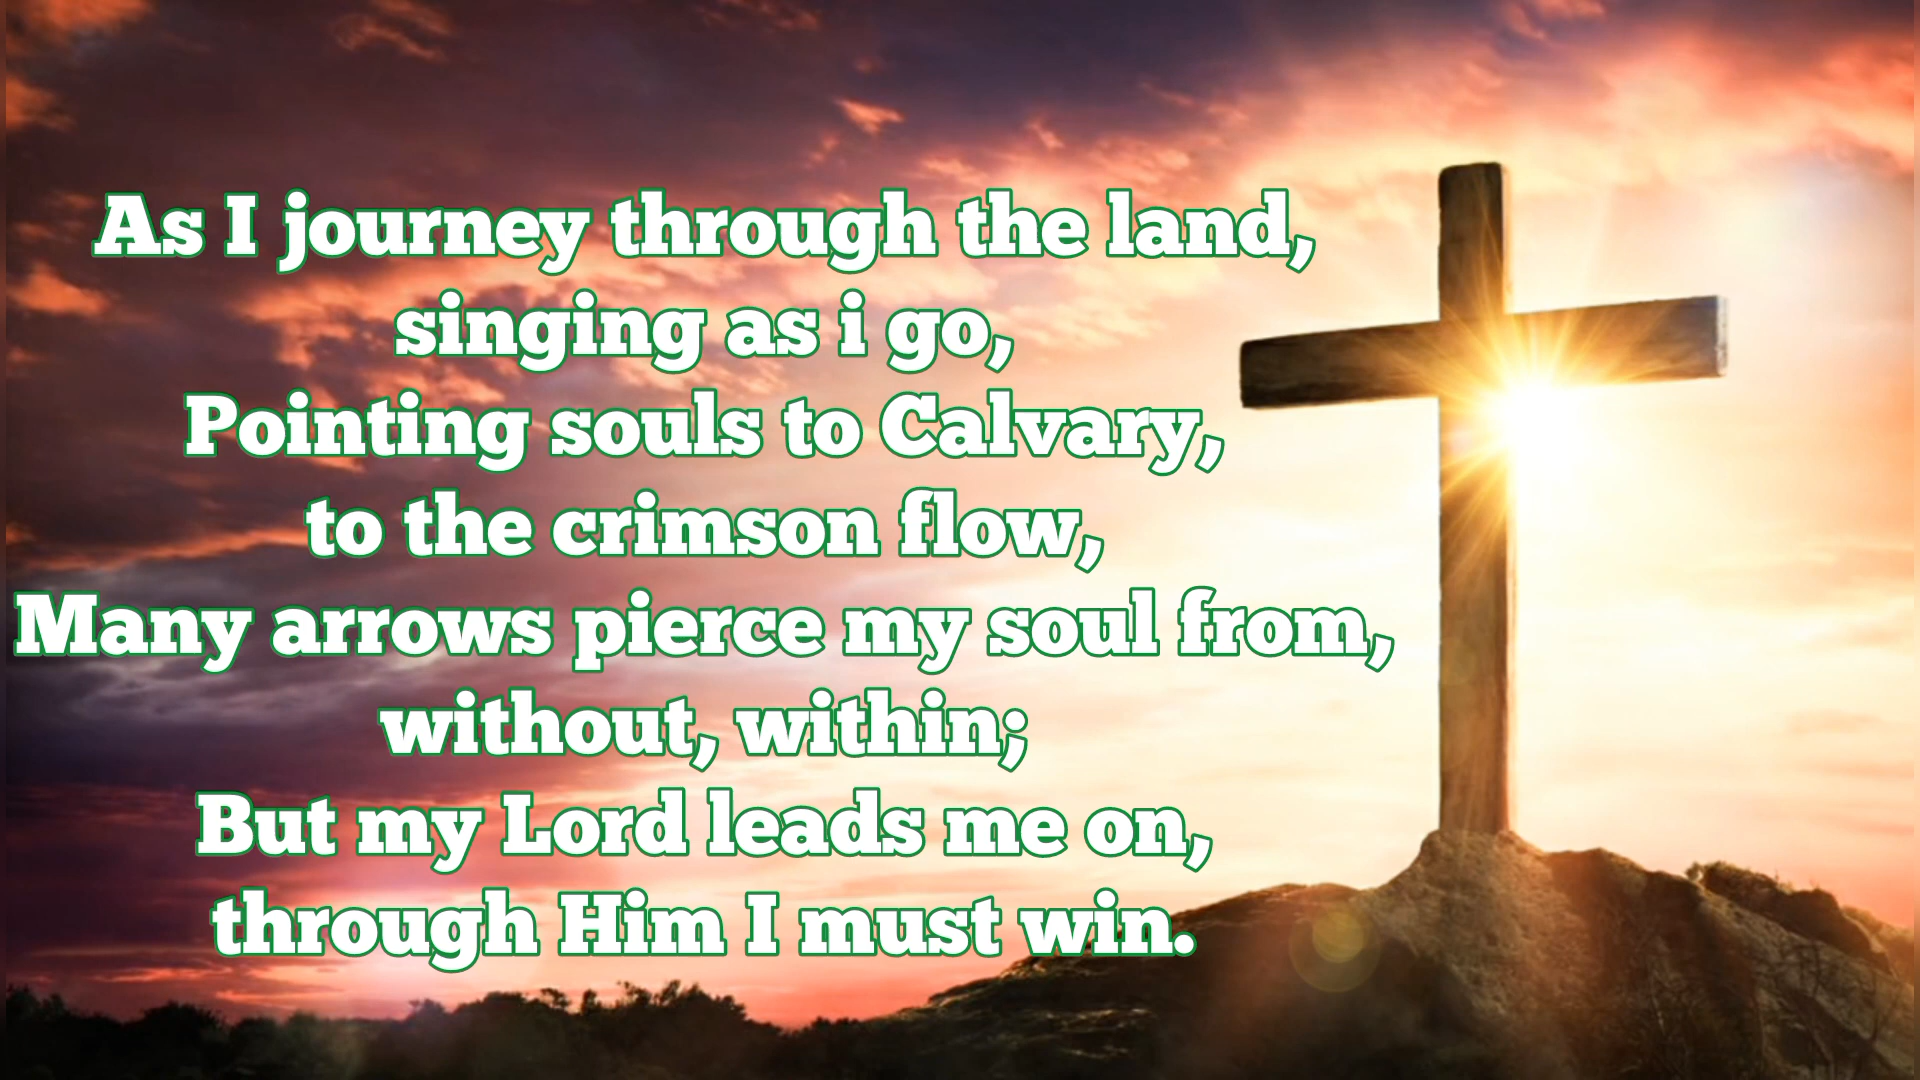 As I journey through the land,
singing as i go,
Pointing souls to Calvary,
to the crimson flow,
Many arrows pierce my soul from,
without, within;
But my Lord leads me on,
through Him I must win.